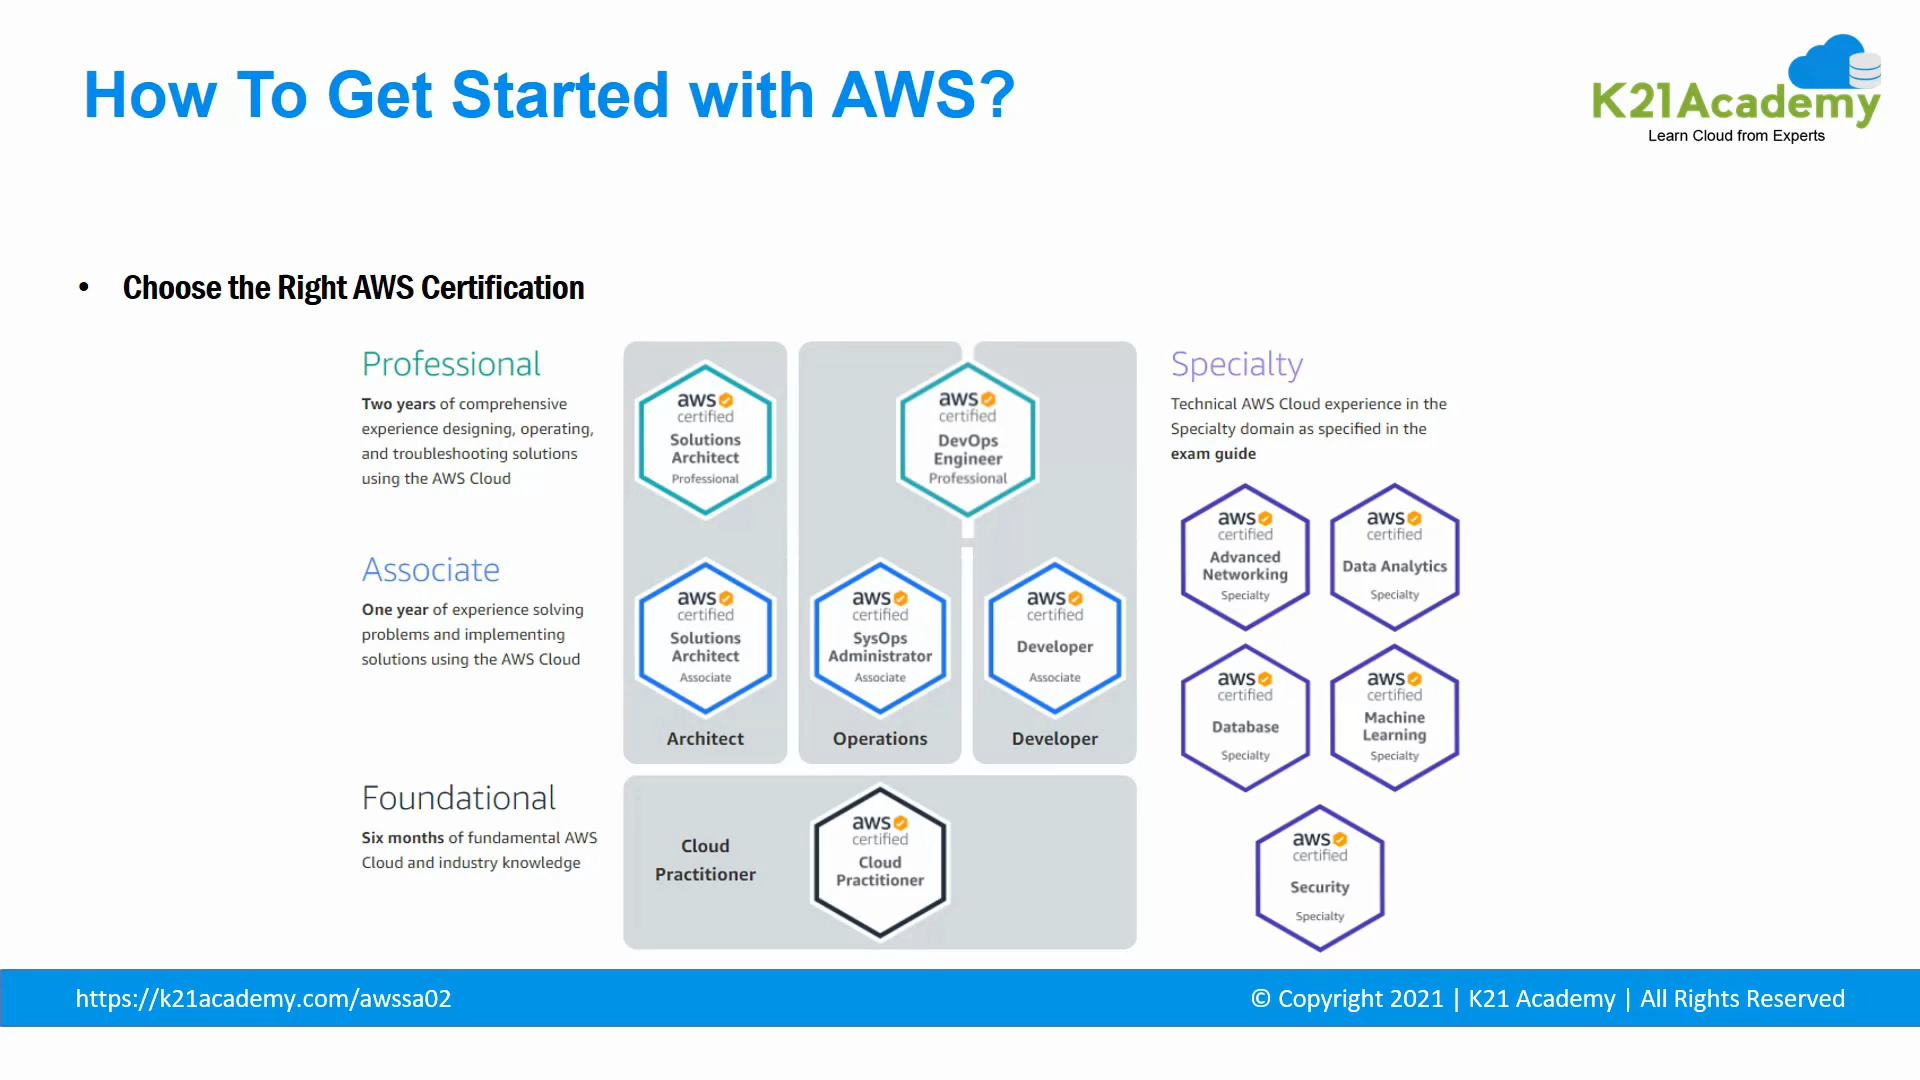 How To Get Started with AWS?
K21Academy
Learn Cloud from Experts
• Choose the Right AWS Certification
Professional
Two years of comprehensive
experience designing, operating,
and troubleshooting solutions
using the AWS Cloud
aws
certified
Solutions
Architect
Professional
aws
certified
DevOps
Engineer
Professional
Associate
One year of experience solving
problems and implementing
solutions using the AWS Cloud
aws
certified
Solutions
Architect
Associate
Architect
aws
certified
SysOps
Administrator
Associate
Operations
aws
certified
Developer
Associate
Developer
Foundational
Six months of fundamental AWS
Cloud and industry knowledge
Cloud
Practitioner
aws
certified
Cloud
Practitioner
Specialty
Technical AWS Cloud experience in the
Specialty domain as specified in the
exam guide
aws
certified
Advanced
Networking
Specialty
aws
certified
Data Analytics
Specialty
aws
certified
Database
Specialty
aws
certified
Machine
Learning
Specialty
aws
certified
Security
Specialty
https://k21academy.com/awssa02
© Copyright 2021 | K21 Academy | All Rights Reserved